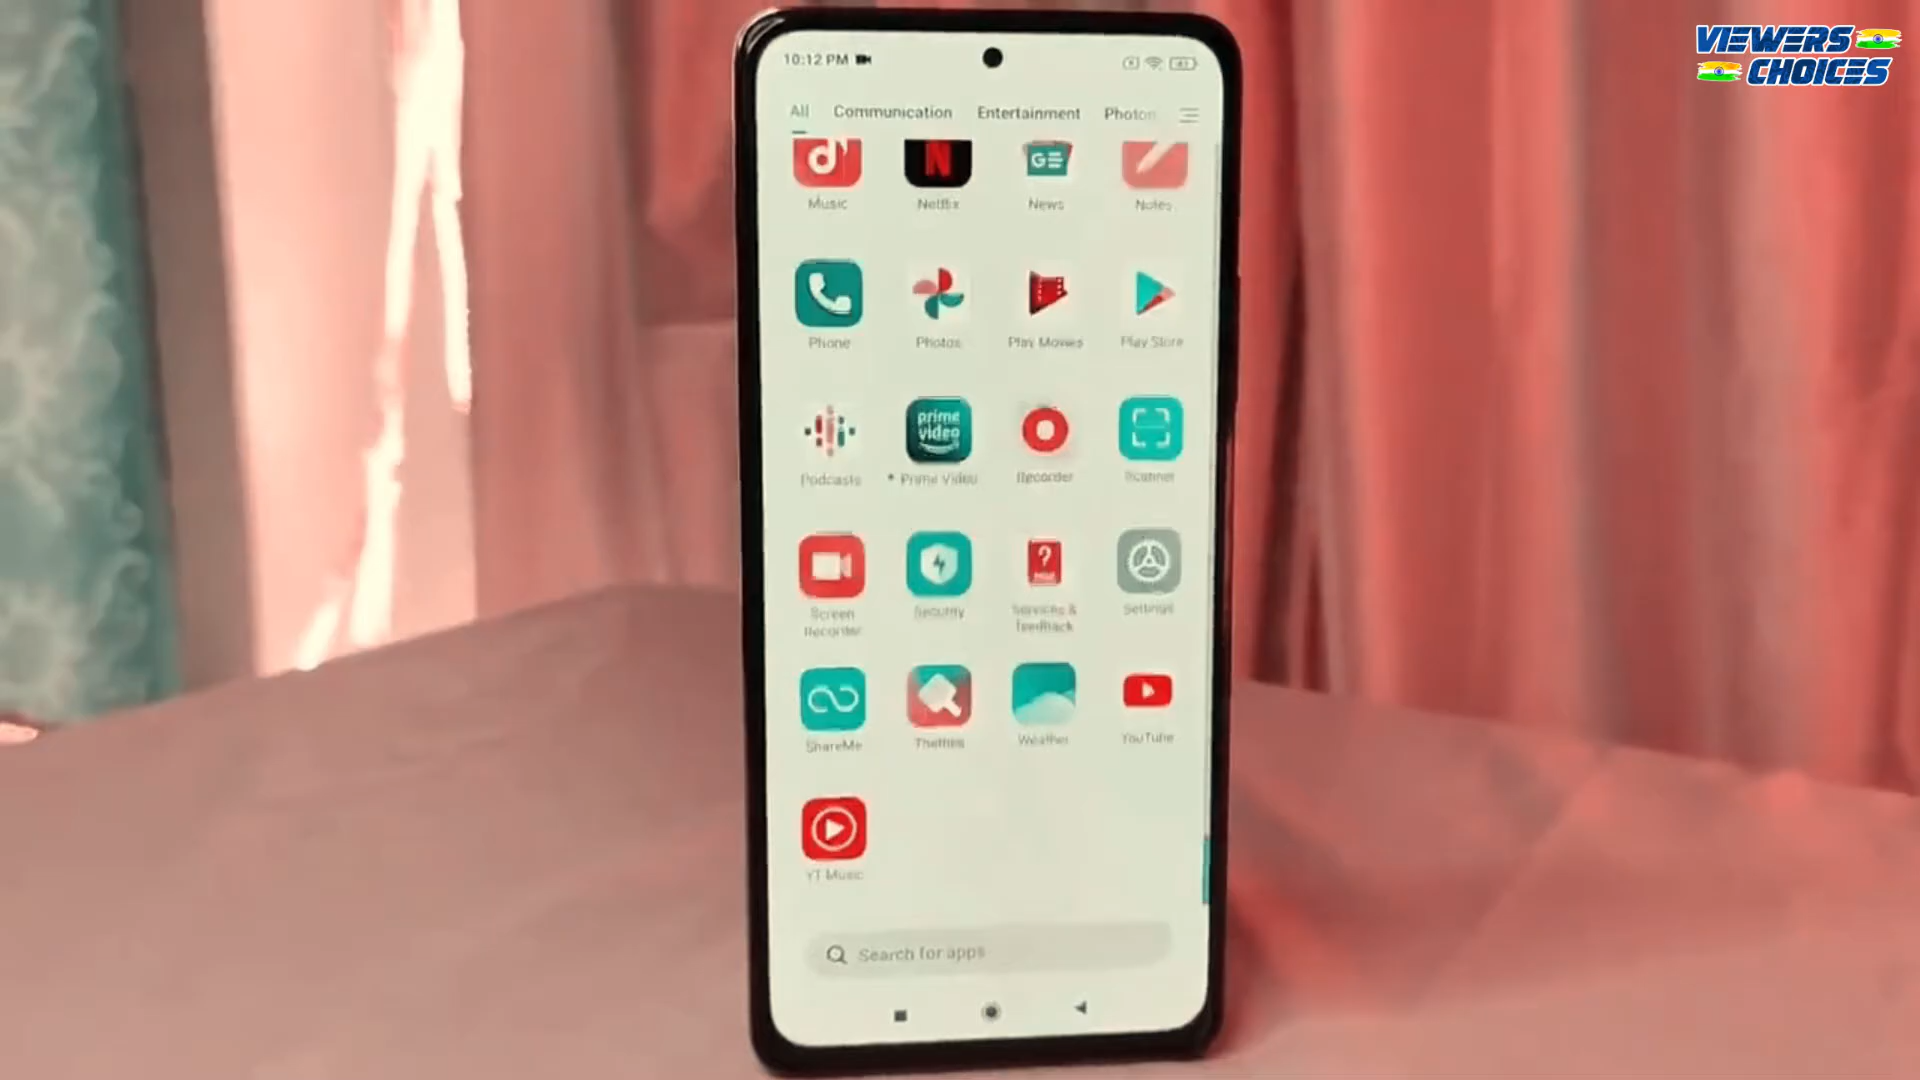 VIEWERS
CHOICES
10:12 PM
All Communication Entertainment Photo
Music Netflix News Notes
Phone Photos Play Movies Play Store
prime
video
Podcasts Prime Video Recorder Scanner
Screen
Recorder Security Services &
feedback Settings
ShareMe Themes Weather YouTube
YT Music
Search for apps